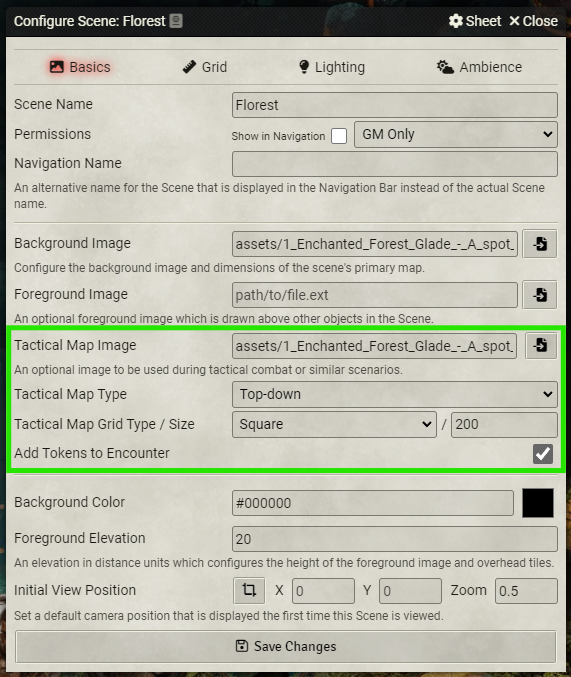 Configure Scene: Florest Sheet Close
Basics Grid Lighting Ambience
Scene Name Florest
Permissions Show in Navigation GM Only
Navigation Name
An alternative name for the Scene that is displayed in the Navigation Bar instead of the actual Scene
name.
Background Image assets/1_Enchanted_Forest_Glade_-_A_spot_
Configure the background image and dimensions of the scene's primary map.
Foreground Image path/to/file.ext
An optional foreground image which is drawn above other objects in the Scene.
Tactical Map Image assets/1_Enchanted_Forest_Glade_-_A_spot_
An optional image to be used during tactical combat or similar scenarios.
Tactical Map Type Top-down
Tactical Map Grid Type / Size Square / 200
Add Tokens to Encounter
Background Color #000000
Foreground Elevation 20
An elevation in distance units which configures the height of the foreground image and overhead tiles.
Initial View Position X 0 Y 0 Zoom 0.5
Set a default camera position that is displayed the first time this Scene is viewed.
Save Changes